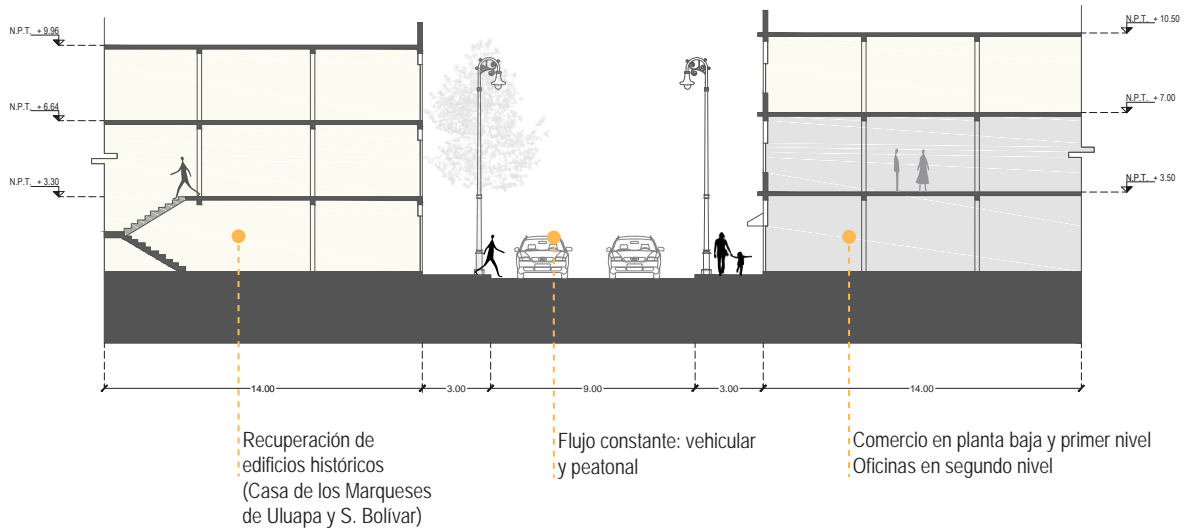 N.P.T. + 9.96
N.P.T. + 6.64
N.P.T. + 3.30
N.P.T. + 10.50
N.P.T. + 7.00
N.P.T. + 3.50
14.00
3.00
9.00
3.00
14.00
Recuperación de
edificios históricos
(Casa de los Marqueses
de Uluapa y S. Bolívar)
Flujo constante: vehicular
y peatonal
Comercio en planta baja y primer nivel
Oficinas en segundo nivel